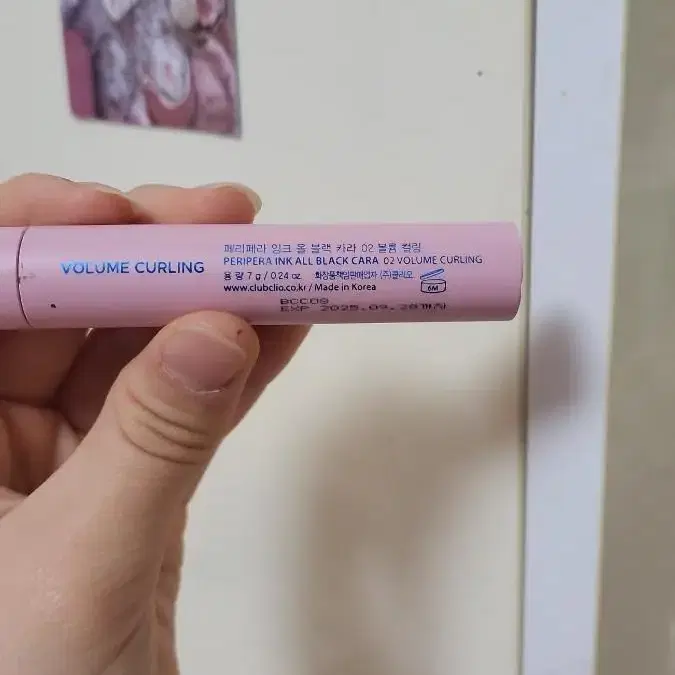 VOLUME CURLING
페리페라 잉크 올 블랙 카라 02 볼륨 컬링
PERIPERA INK ALL BLACK CARA 02 VOLUME CURLING
용량 7 g / 0.24 oz. 화장품책임판매업자 (주)클리오
www.clubclio.co.kr / Made in Korea
6M
BCC09
EXP 2025.09.28까지